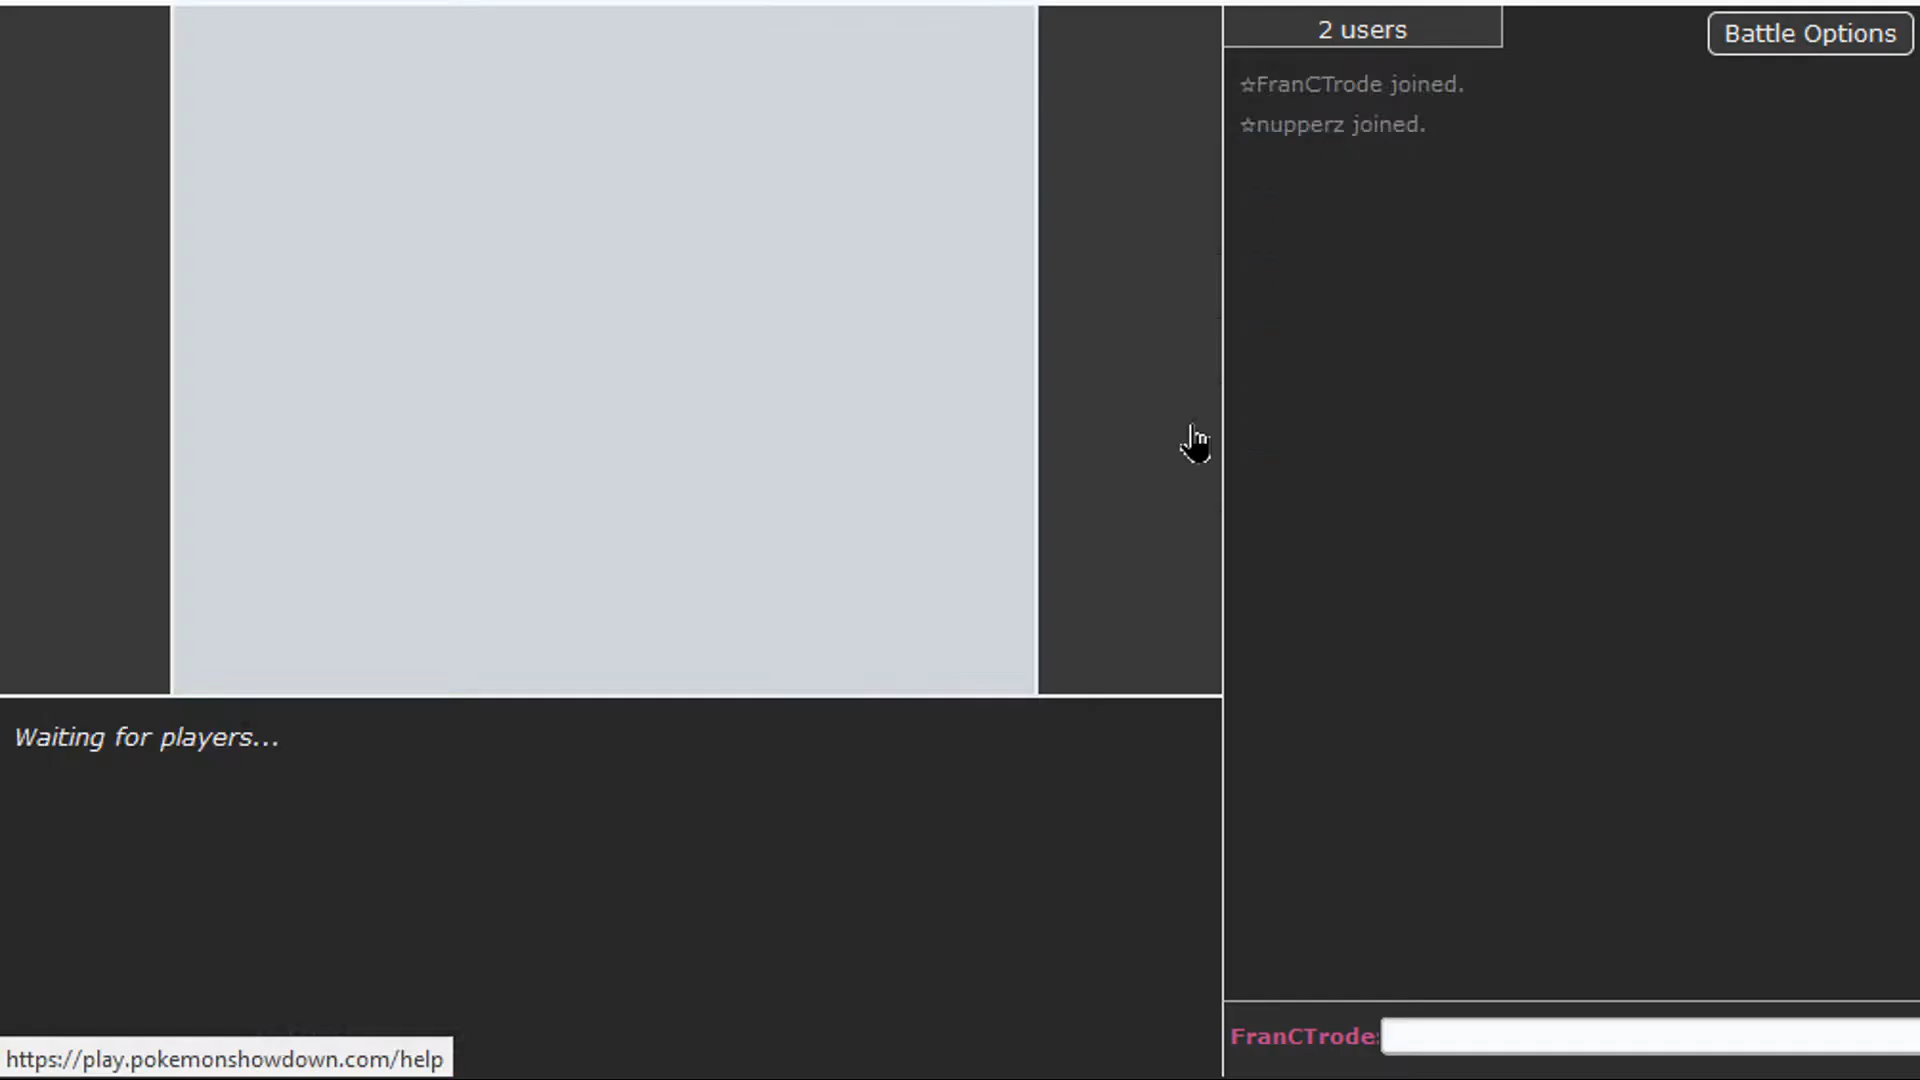 2 users
Battle Options
☆FranCTrode joined.
☆nupperz joined.
Waiting for players...
FranCTrode:
https://play.pokemonshowdown.com/help